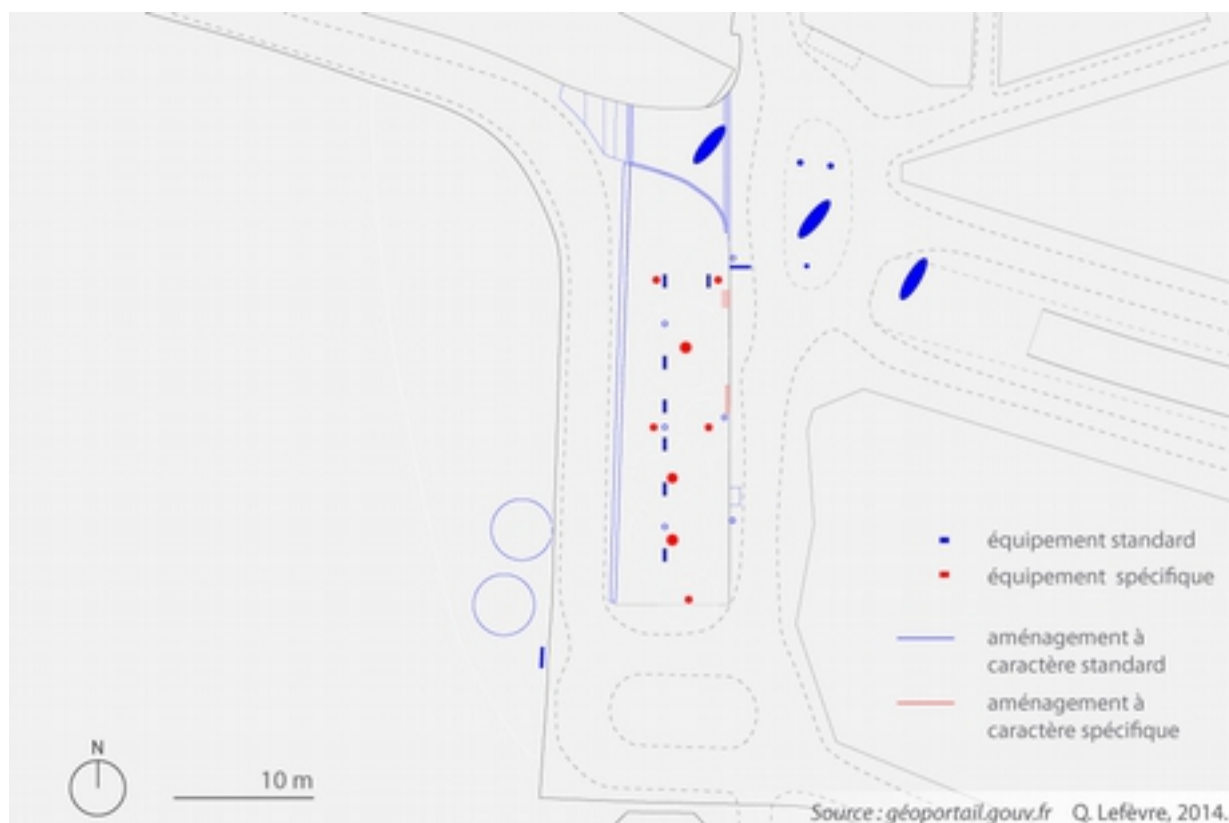 équipement standard
équipement spécifique
aménagement à
caractère standard
aménagement à
caractère spécifique
N
10 m
Source : géoportail.gouv.fr Q. Lefèvre, 2014.